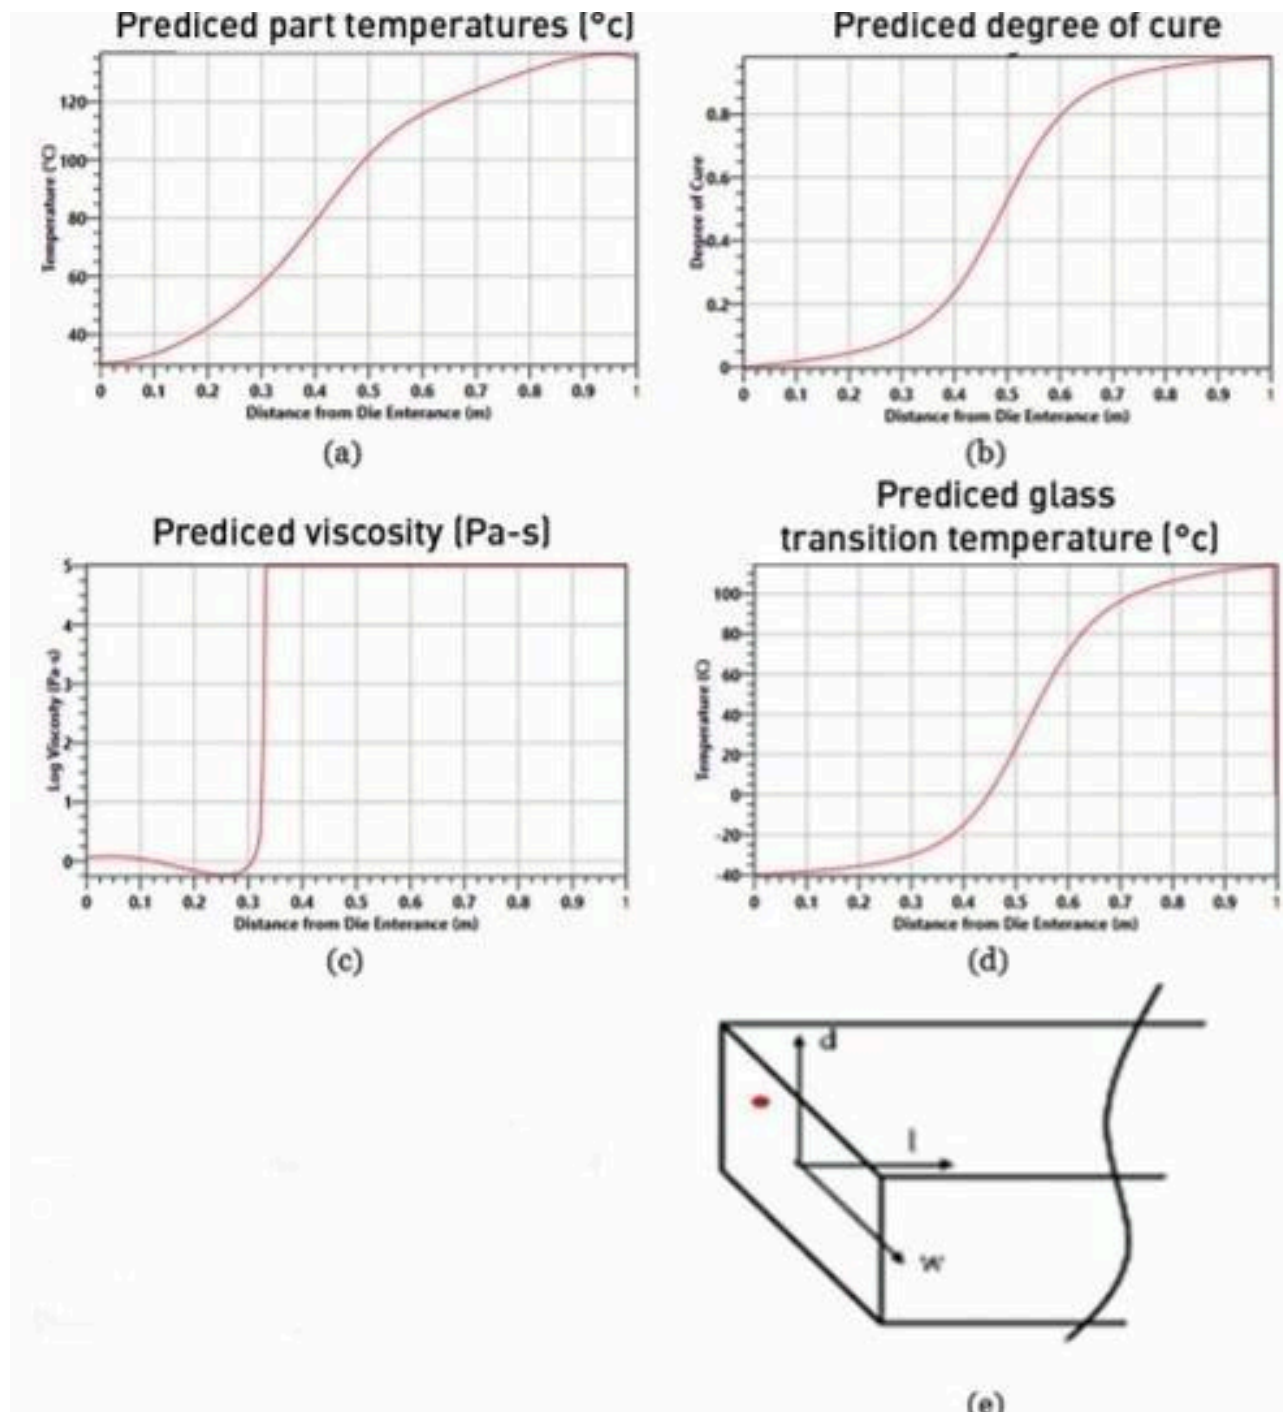 Prediced part temperatures (°c)
Temperature (°C)
120
100
80
60
40
0 0.1 0.2 0.3 0.4 0.5 0.6 0.7 0.8 0.9 1
Distance from Die Enterance (m)
(a)
Prediced degree of cure
Degree of Cure
0.8
0.6
0.4
0.2
0
0 0.1 0.2 0.3 0.4 0.5 0.6 0.7 0.8 0.9 1
Distance from Die Enterance (m)
(b)
Prediced viscosity (Pa-s)
Log Viscosity (Pa-s)
5
4
3
2
1
0
0 0.1 0.2 0.3 0.4 0.5 0.6 0.7 0.8 0.9 1
Distance from Die Enterance (m)
(c)
Prediced glass
transition temperature (°c)
Temperature (C)
100
80
60
40
20
0
-20
-40
0 0.1 0.2 0.3 0.4 0.5 0.6 0.7 0.8 0.9 1
Distance from Die Enterance (m)
(d)
d
l
w
(e)